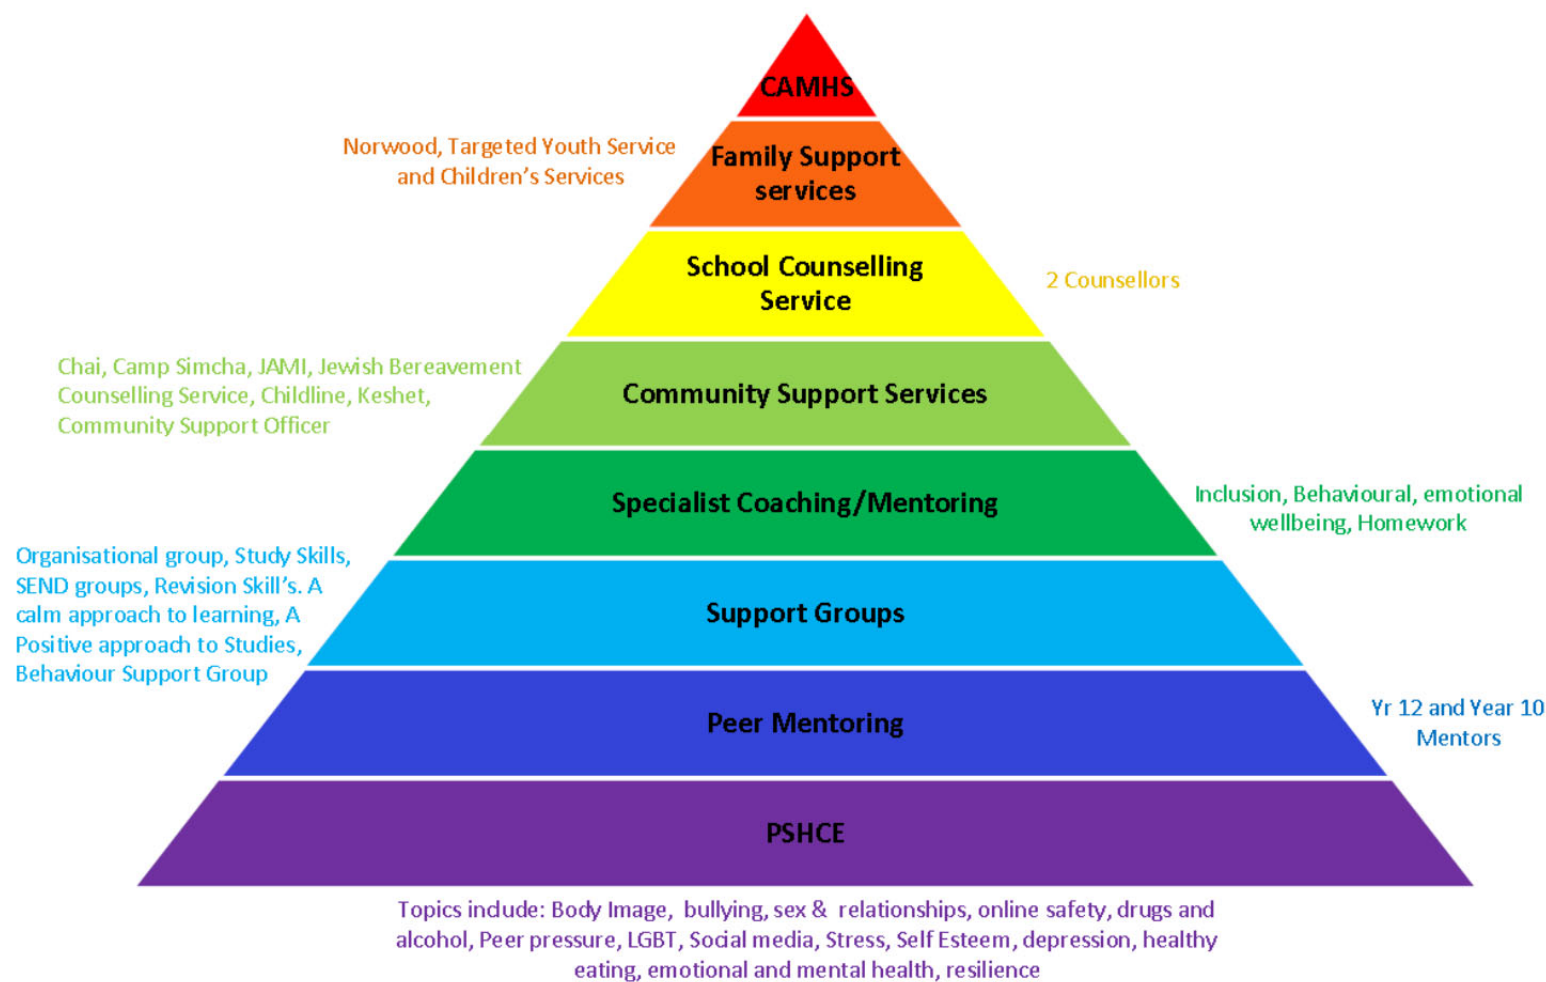 CAMHS
Norwood, Targeted Youth Service
and Children's Services
Family Support
services
School Counselling
Service
2 Counsellors
Chai, Camp Simcha, JAMI, Jewish Bereavement
Counselling Service, Childline, Keshet,
Community Support Officer
Community Support Services
Specialist Coaching/Mentoring
Inclusion, Behavioural, emotional
wellbeing, Homework
Organisational group, Study Skills,
SEND groups, Revision Skill's. A
calm approach to learning, A
Positive approach to Studies,
Behaviour Support Group
Support Groups
Peer Mentoring
Yr 12 and Year 10
Mentors
PSHCE
Topics include: Body Image,  bullying, sex &  relationships, online safety, drugs and
alcohol, Peer pressure, LGBT, Social media, Stress, Self Esteem, depression, healthy
eating, emotional and mental health, resilience